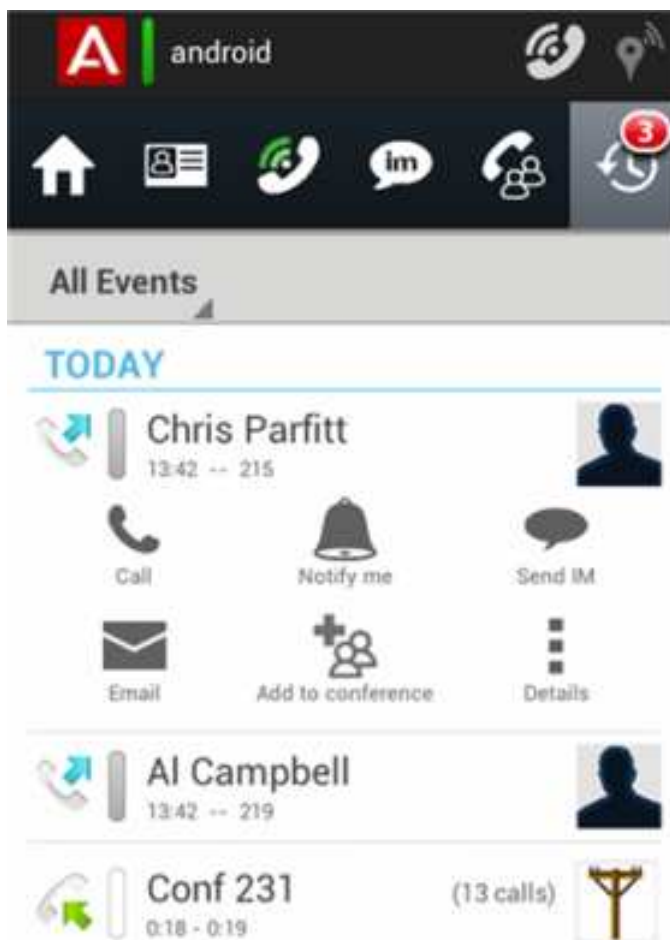 A android
im 3
All Events
TODAY
Chris Parfitt
13:42 -- 215
Call Notify me Send IM
Email Add to conference Details
Al Campbell
13:42 -- 219
Conf 231 (13 calls)
0:18 - 0:19